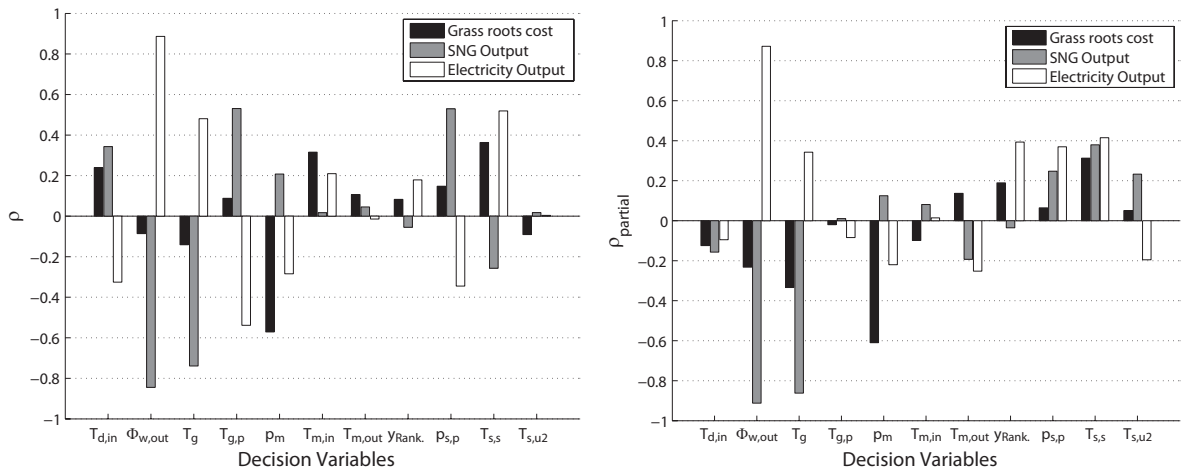 1
0.8
0.6
0.4
0.2
0
−0.2
−0.4
−0.6
−0.8
−1
ρ
Grass roots cost
SNG Output
Electricity Output
T_d,in Φ_w,out T_g T_g,p p_m T_m,in T_m,out y_Rank. p_s,p T_s,s T_s,u2
Decision Variables
1
0.8
0.6
0.4
0.2
0
−0.2
−0.4
−0.6
−0.8
−1
ρ_partial
Grass roots cost
SNG Output
Electricity Output
T_d,in Φ_w,out T_g T_g,p p_m T_m,in T_m,out y_Rank. p_s,p T_s,s T_s,u2
Decision Variables